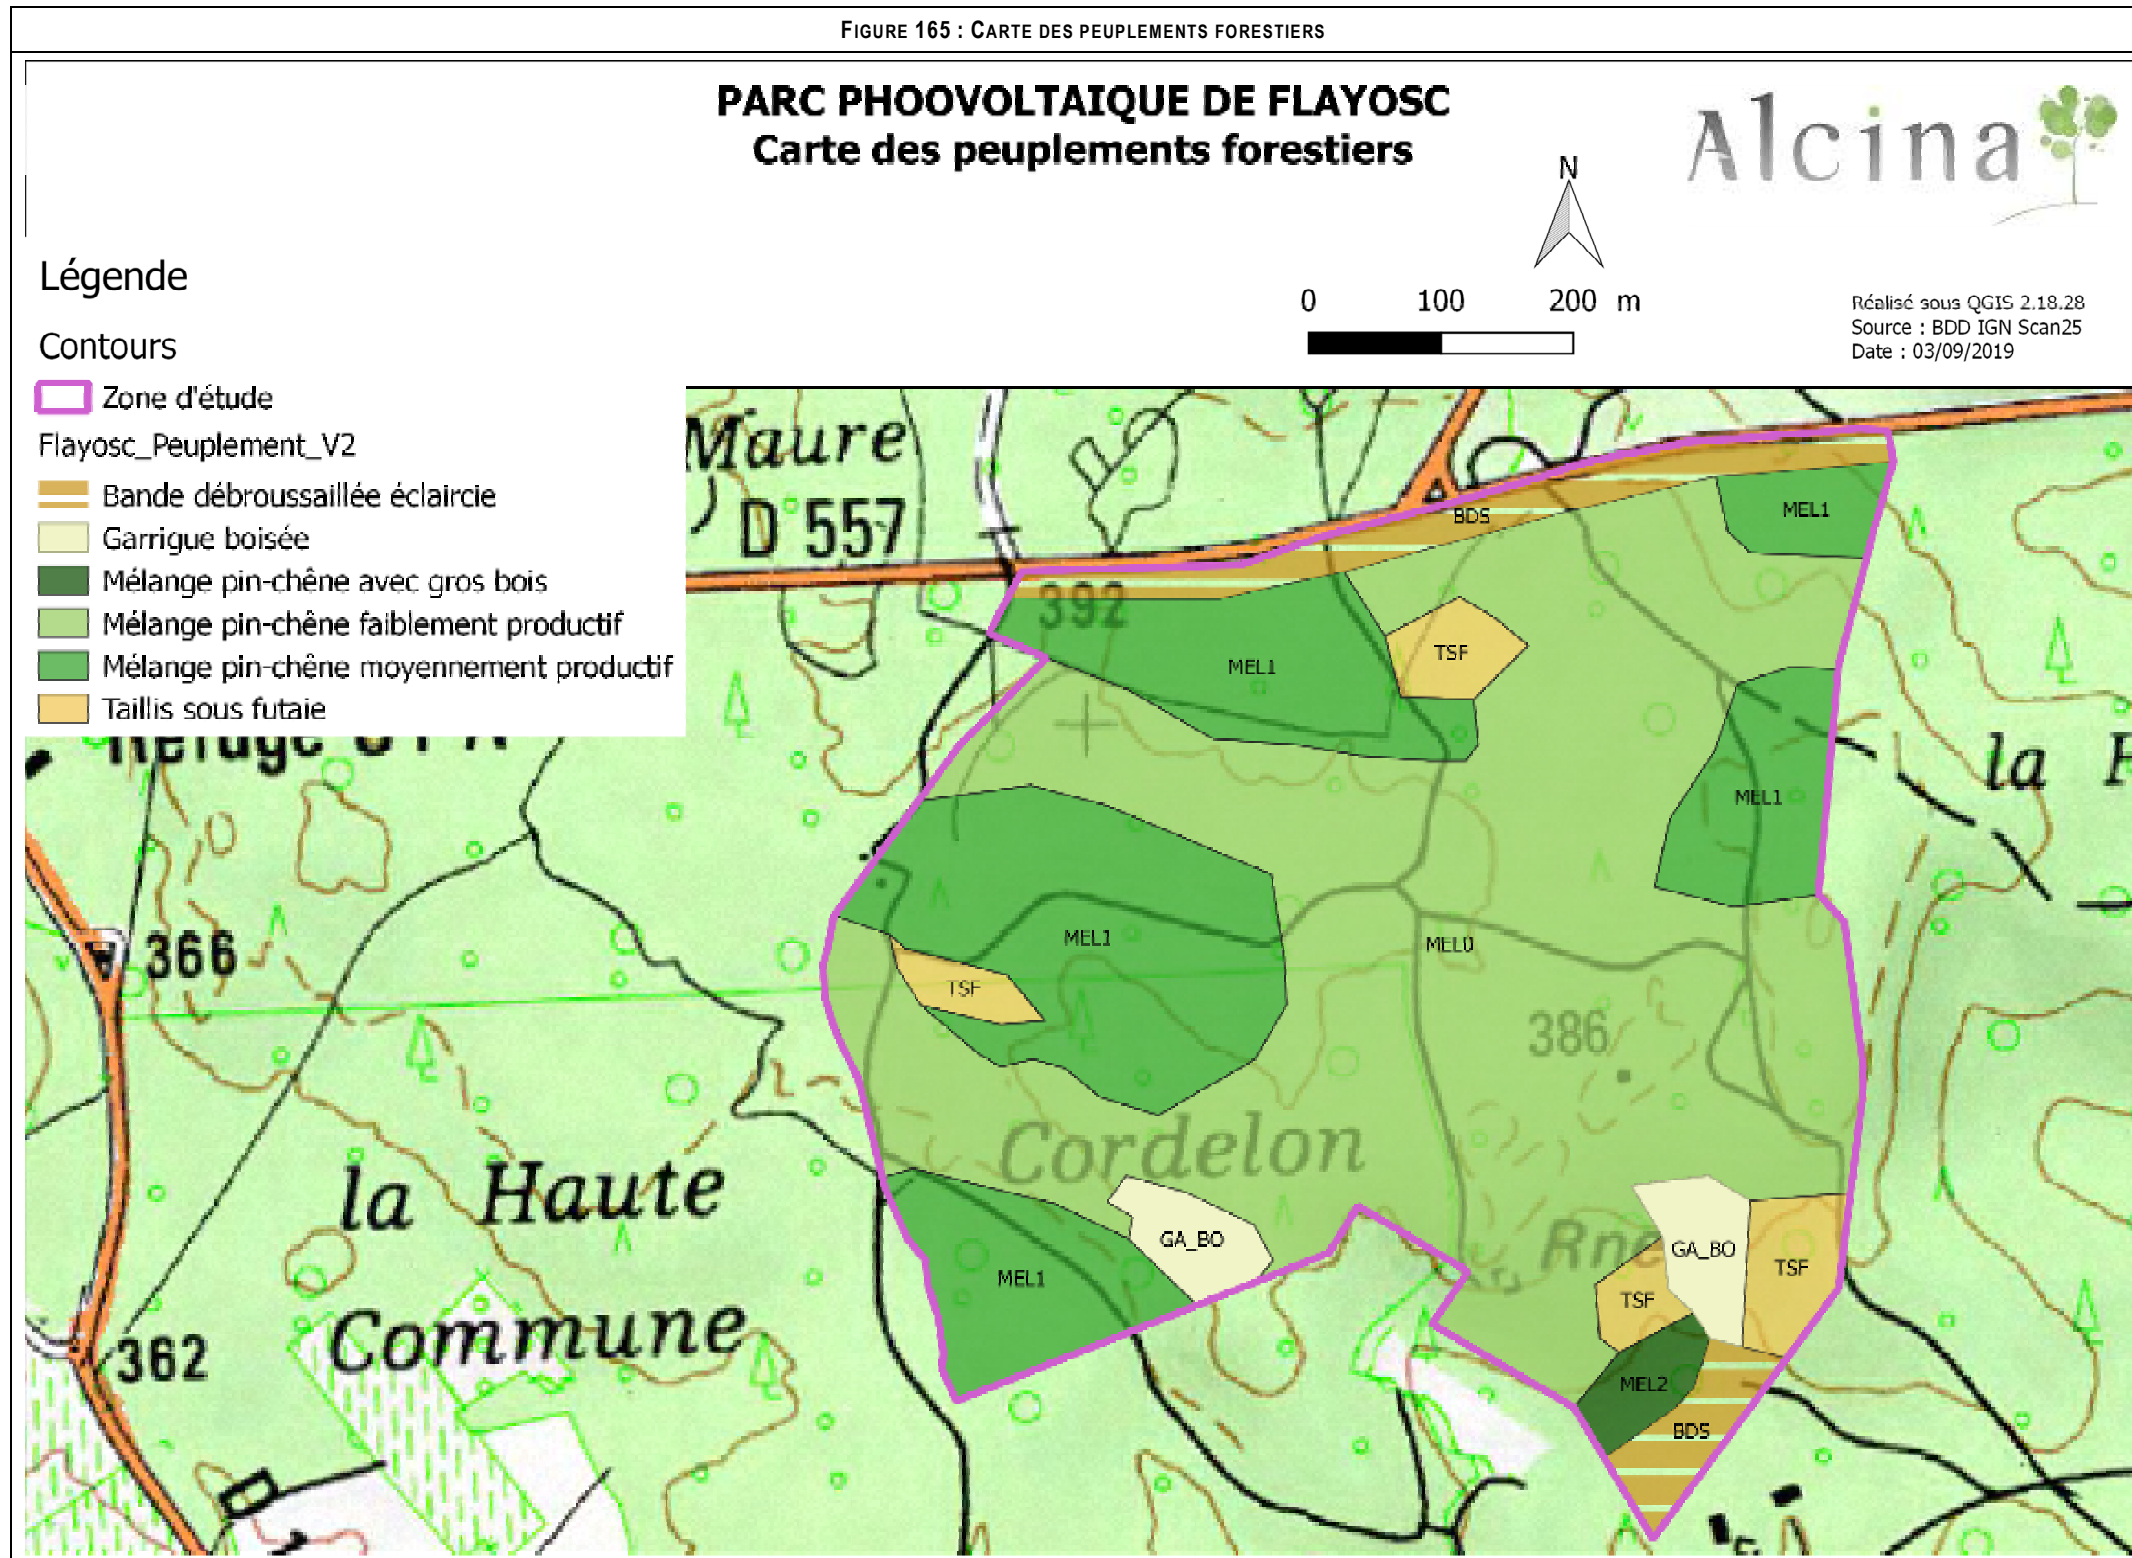 FIGURE 165 : CARTE DES PEUPLEMENTS FORESTIERS
PARC PHOOVOLTAIQUE DE FLAYOSC
Carte des peuplements forestiers
Alcina
N
0 100 200 m
Réalisé sous QGIS 2.18.28
Source : BDD IGN Scan25
Date : 03/09/2019
Légende
Contours
Zone d'étude
Flayosc_Peuplement_V2
Bande débroussaillée éclaircie
Garrigue boisée
Mélange pin-chêne avec gros bois
Mélange pin-chêne faiblement productif
Mélange pin-chêne moyennement productif
Taillis sous futaie
Maure
D 557
BDS
MEL1
392
MEL1
TSF
Refuge
la
MEL1
366
MEL1
MEL0
TSF
386
Cordelon
la Haute
Commune
GA_BO
MEL1
Rne
GA_BO
TSF
TSF
362
MEL2
BDS